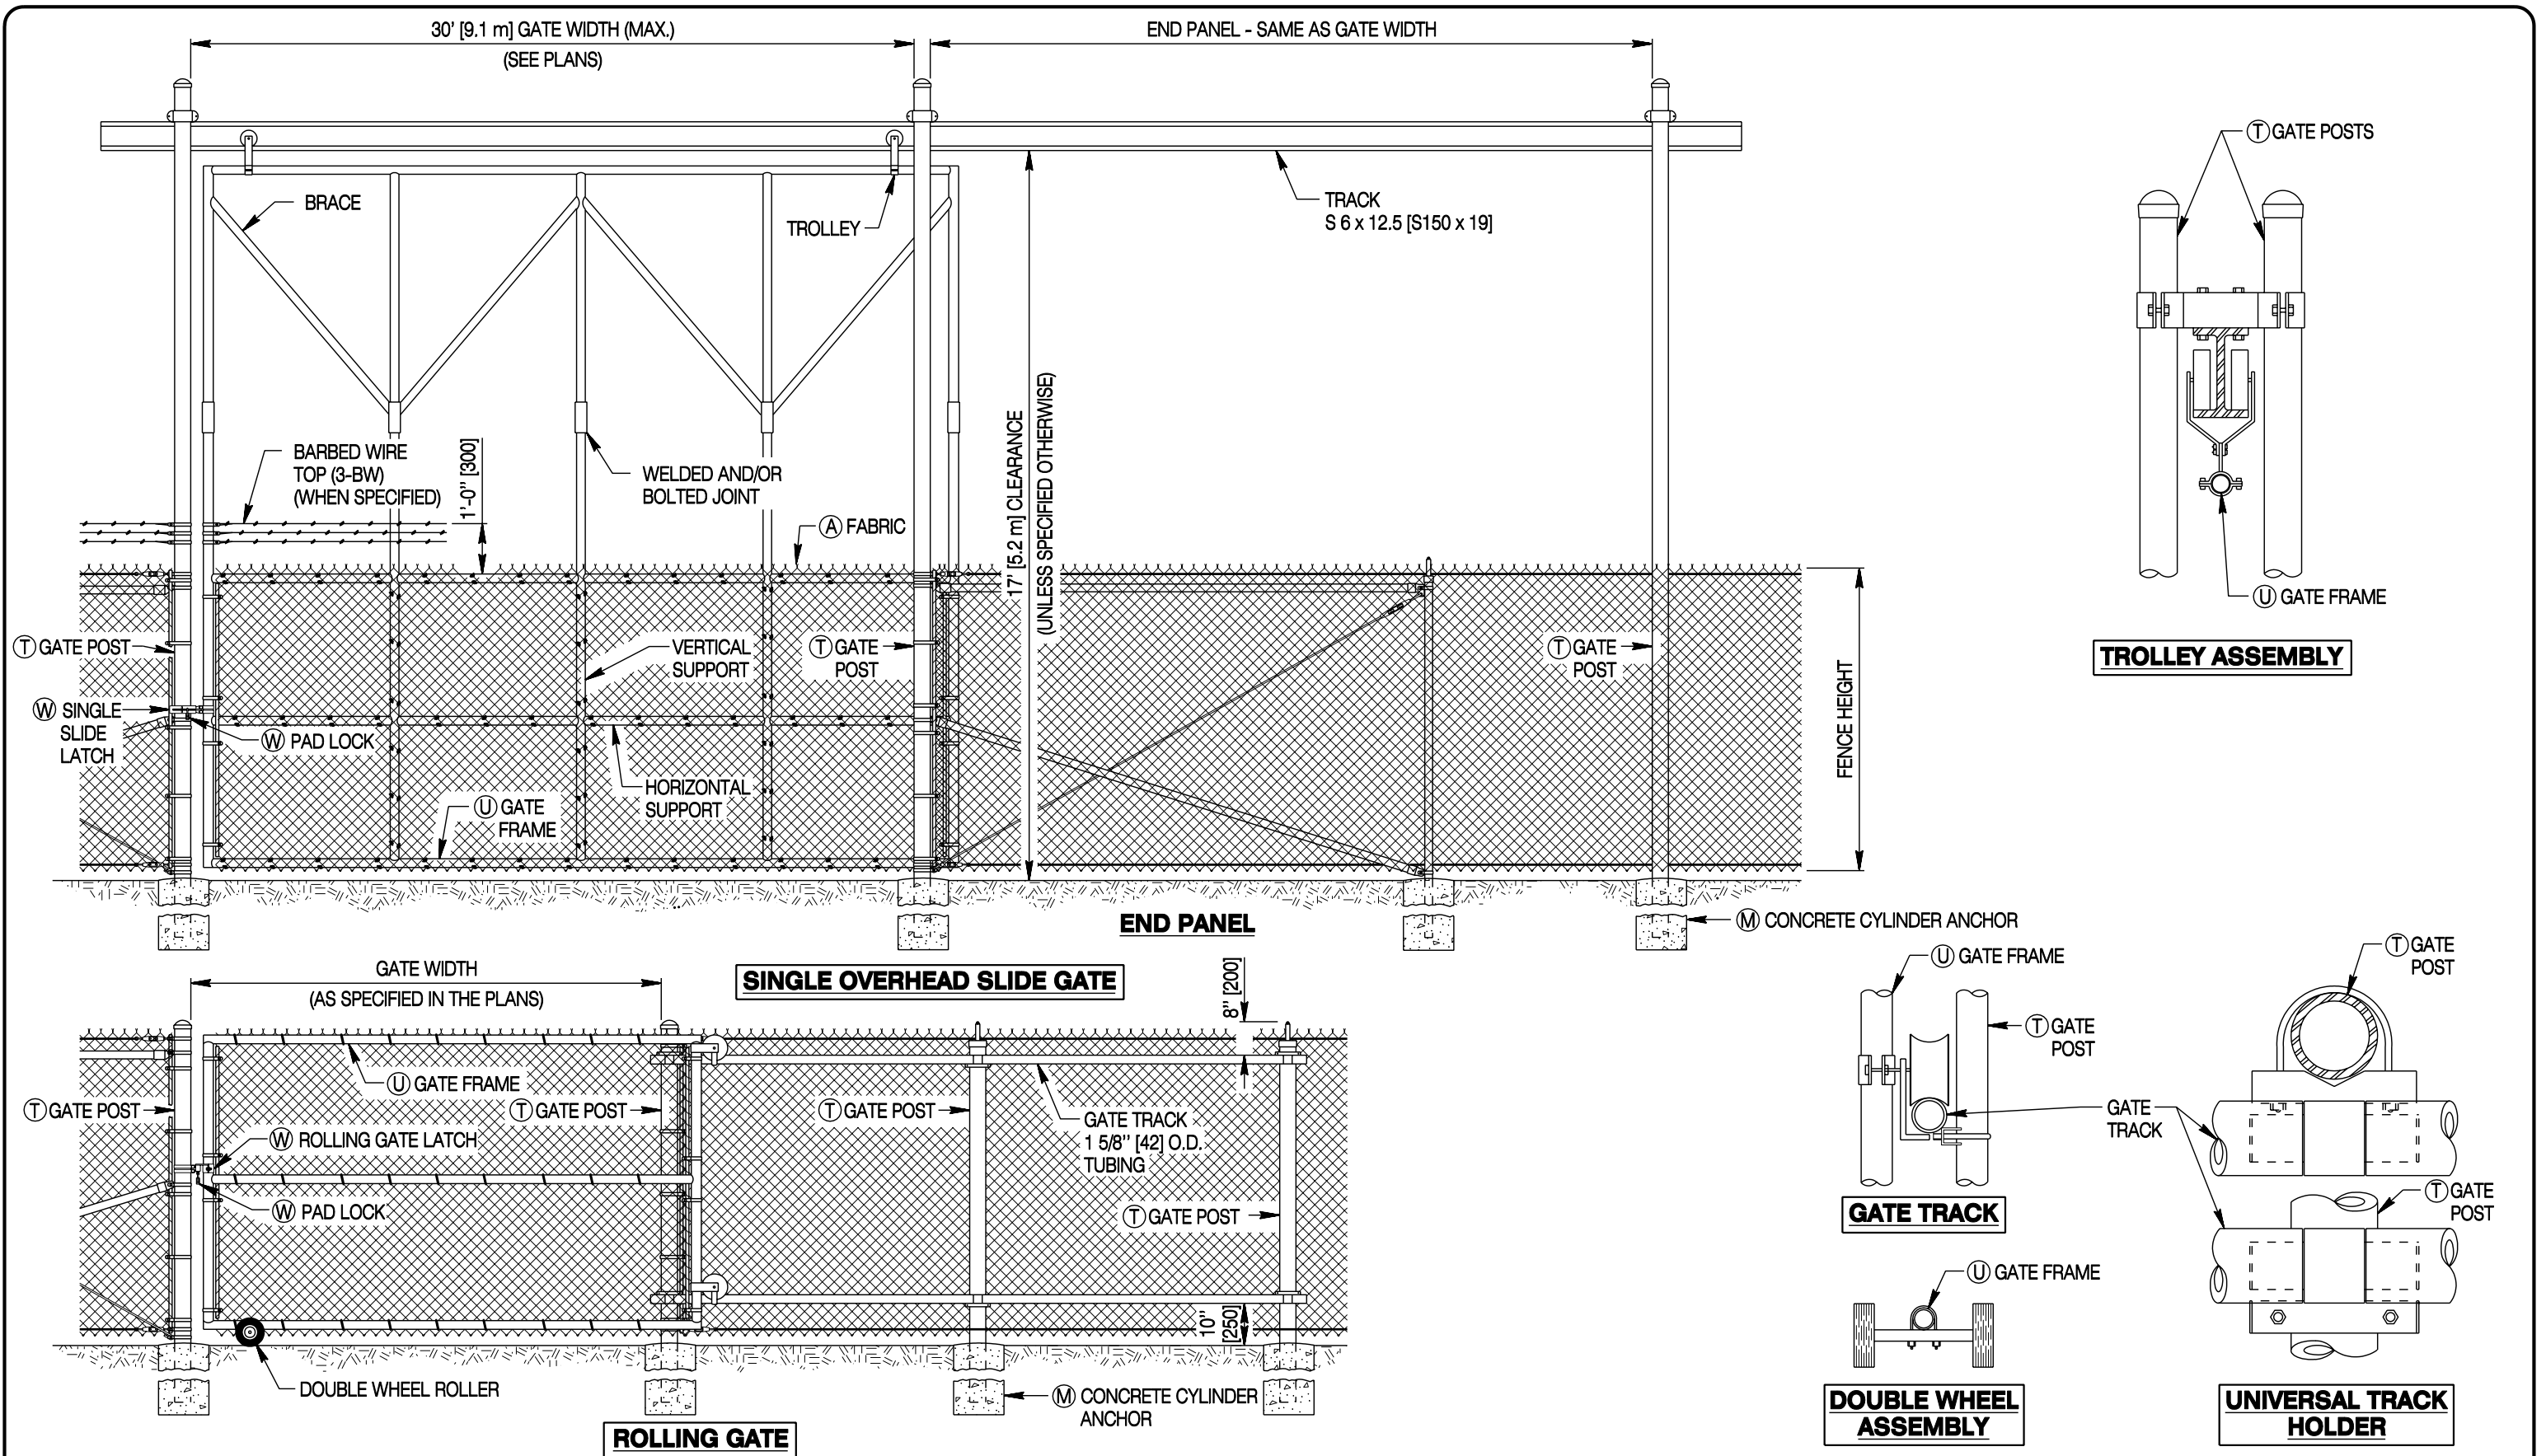 30' [9.1 m] GATE WIDTH (MAX.)
(SEE PLANS)
END PANEL - SAME AS GATE WIDTH
BRACE
TROLLEY
TRACK
S 6 x 12.5 [S150 x 19]
BARBED WIRE
TOP (3-BW)
(WHEN SPECIFIED)
1'-0'' [300]
WELDED AND/OR
BOLTED JOINT
Ⓐ FABRIC
17' [5.2 m] CLEARANCE
(UNLESS SPECIFIED OTHERWISE)
Ⓣ GATE POST
VERTICAL
SUPPORT
Ⓣ GATE
POST
Ⓣ GATE
POST
FENCE HEIGHT
Ⓦ SINGLE
SLIDE
LATCH
Ⓦ PAD LOCK
HORIZONTAL
SUPPORT
Ⓤ GATE
FRAME
END PANEL
Ⓜ CONCRETE CYLINDER ANCHOR
SINGLE OVERHEAD SLIDE GATE
Ⓣ GATE POSTS
Ⓤ GATE FRAME
TROLLEY ASSEMBLY
GATE WIDTH
(AS SPECIFIED IN THE PLANS)
8'' [200]
Ⓤ GATE FRAME
Ⓣ GATE POST
Ⓣ GATE POST
Ⓣ GATE POST
GATE TRACK
1 5/8'' [42] O.D.
TUBING
Ⓦ ROLLING GATE LATCH
Ⓦ PAD LOCK
Ⓣ GATE POST
10''
[250]
DOUBLE WHEEL ROLLER
Ⓜ CONCRETE CYLINDER
ANCHOR
ROLLING GATE
Ⓤ GATE FRAME
Ⓣ GATE
POST
GATE
TRACK
GATE TRACK
Ⓤ GATE FRAME
DOUBLE WHEEL
ASSEMBLY
Ⓣ GATE
POST
Ⓣ GATE
POST
UNIVERSAL TRACK
HOLDER